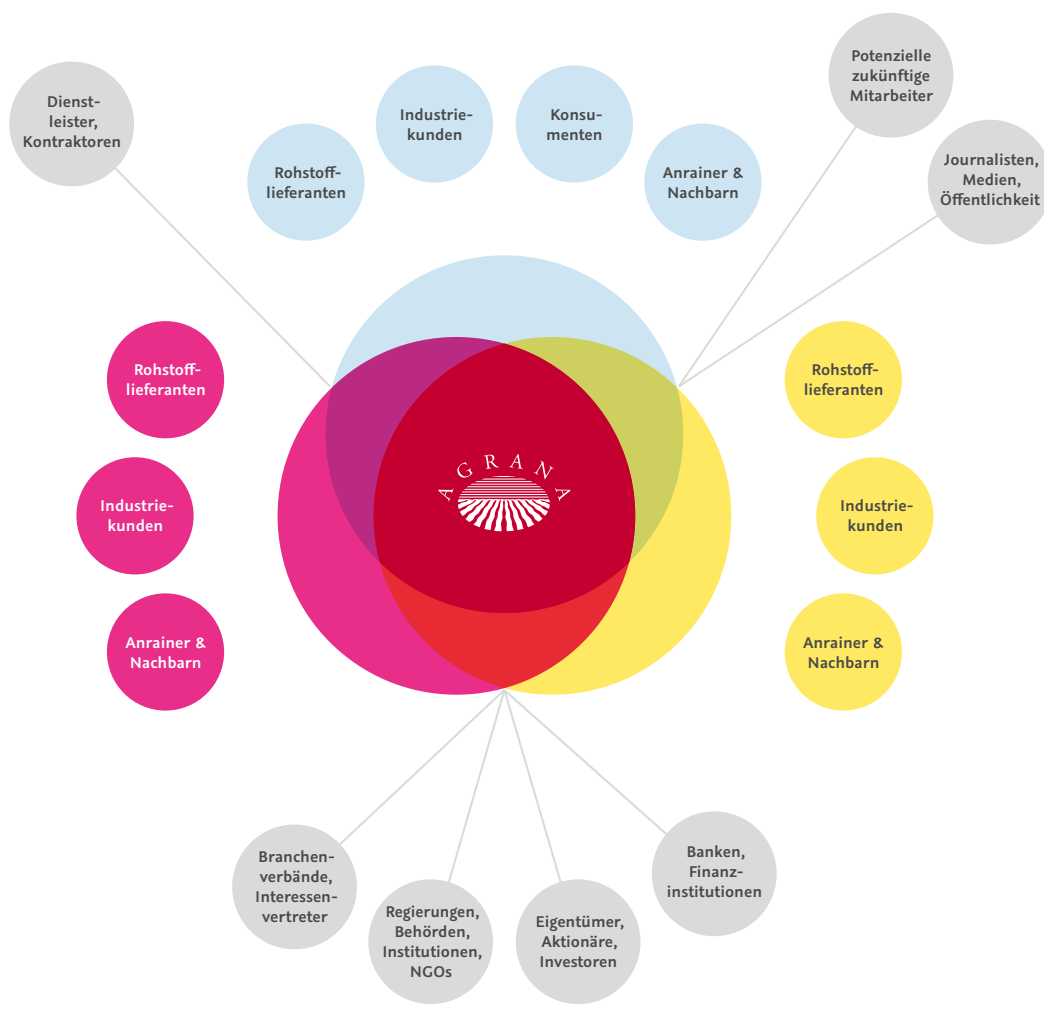 Dienst-
leister,
Kontraktoren
Rohstoff-
lieferanten
Industrie-
kunden
Konsu-
menten
Anrainer &
Nachbarn
Potenzielle
zukünftige
Mitarbeiter
Journalisten,
Medien,
Öffentlichkeit
Rohstoff-
lieferanten
Industrie-
kunden
Anrainer &
Nachbarn
AGRANA
Rohstoff-
lieferanten
Industrie-
kunden
Anrainer &
Nachbarn
Branchen-
verbände,
Interessen-
vertreter
Regierungen,
Behörden,
Institutionen,
NGOs
Eigentümer,
Aktionäre,
Investoren
Banken,
Finanz-
institutionen